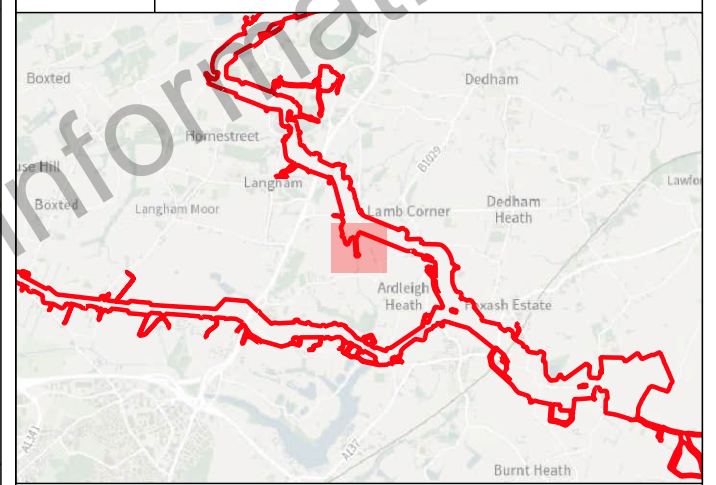 Boxted
Dedham
Homestreet
B1029
use Hill
Langham
Lawfo
Boxted
Langham Moor
Lamb Corner
Dedham
Heath
Ardleigh
Heath
Foxash Estate
A1341
A137
Burnt Heath
informati